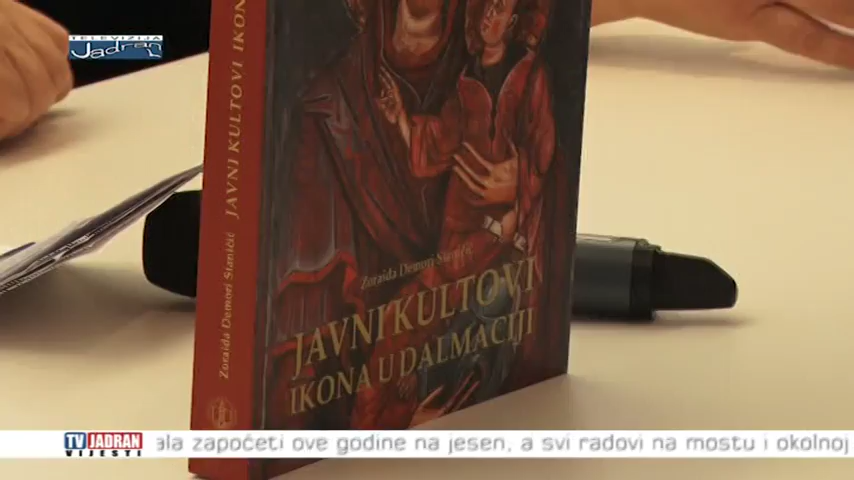 TELEVIZIJA
Jadran
JAVNI KULTOVI IKON
Zoraida Demori Staničić
Zoraida Demori Staničić
JAVNI KULTOVI
IKONA U DALMACIJI
TV JADRAN
VIJESTI
ala započeti ove godine na jesen, a svi radovi na mostu i okolnoj